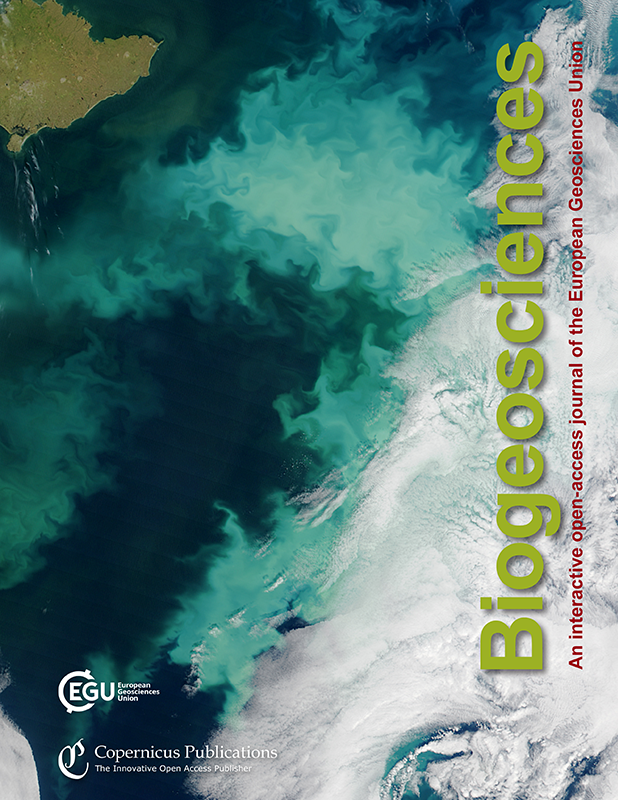 Biogeosciences
An interactive open-access journal of the European Geosciences Union
EGU
European
Geosciences
Union
Copernicus Publications
The Innovative Open Access Publisher